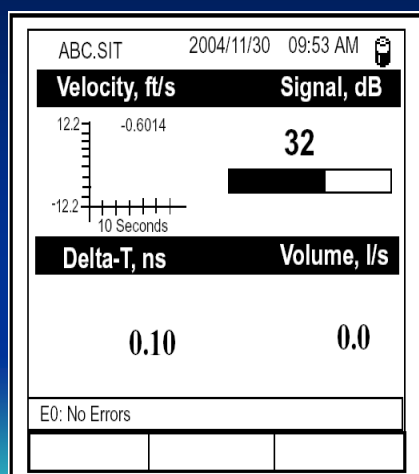 ABC.SIT 2004/11/30 09:53 AM
Velocity, ft/s Signal, dB
12.2 -0.6014
32
-12.2
10 Seconds
Delta-T, ns Volume, l/s
0.10 0.0
E0: No Errors